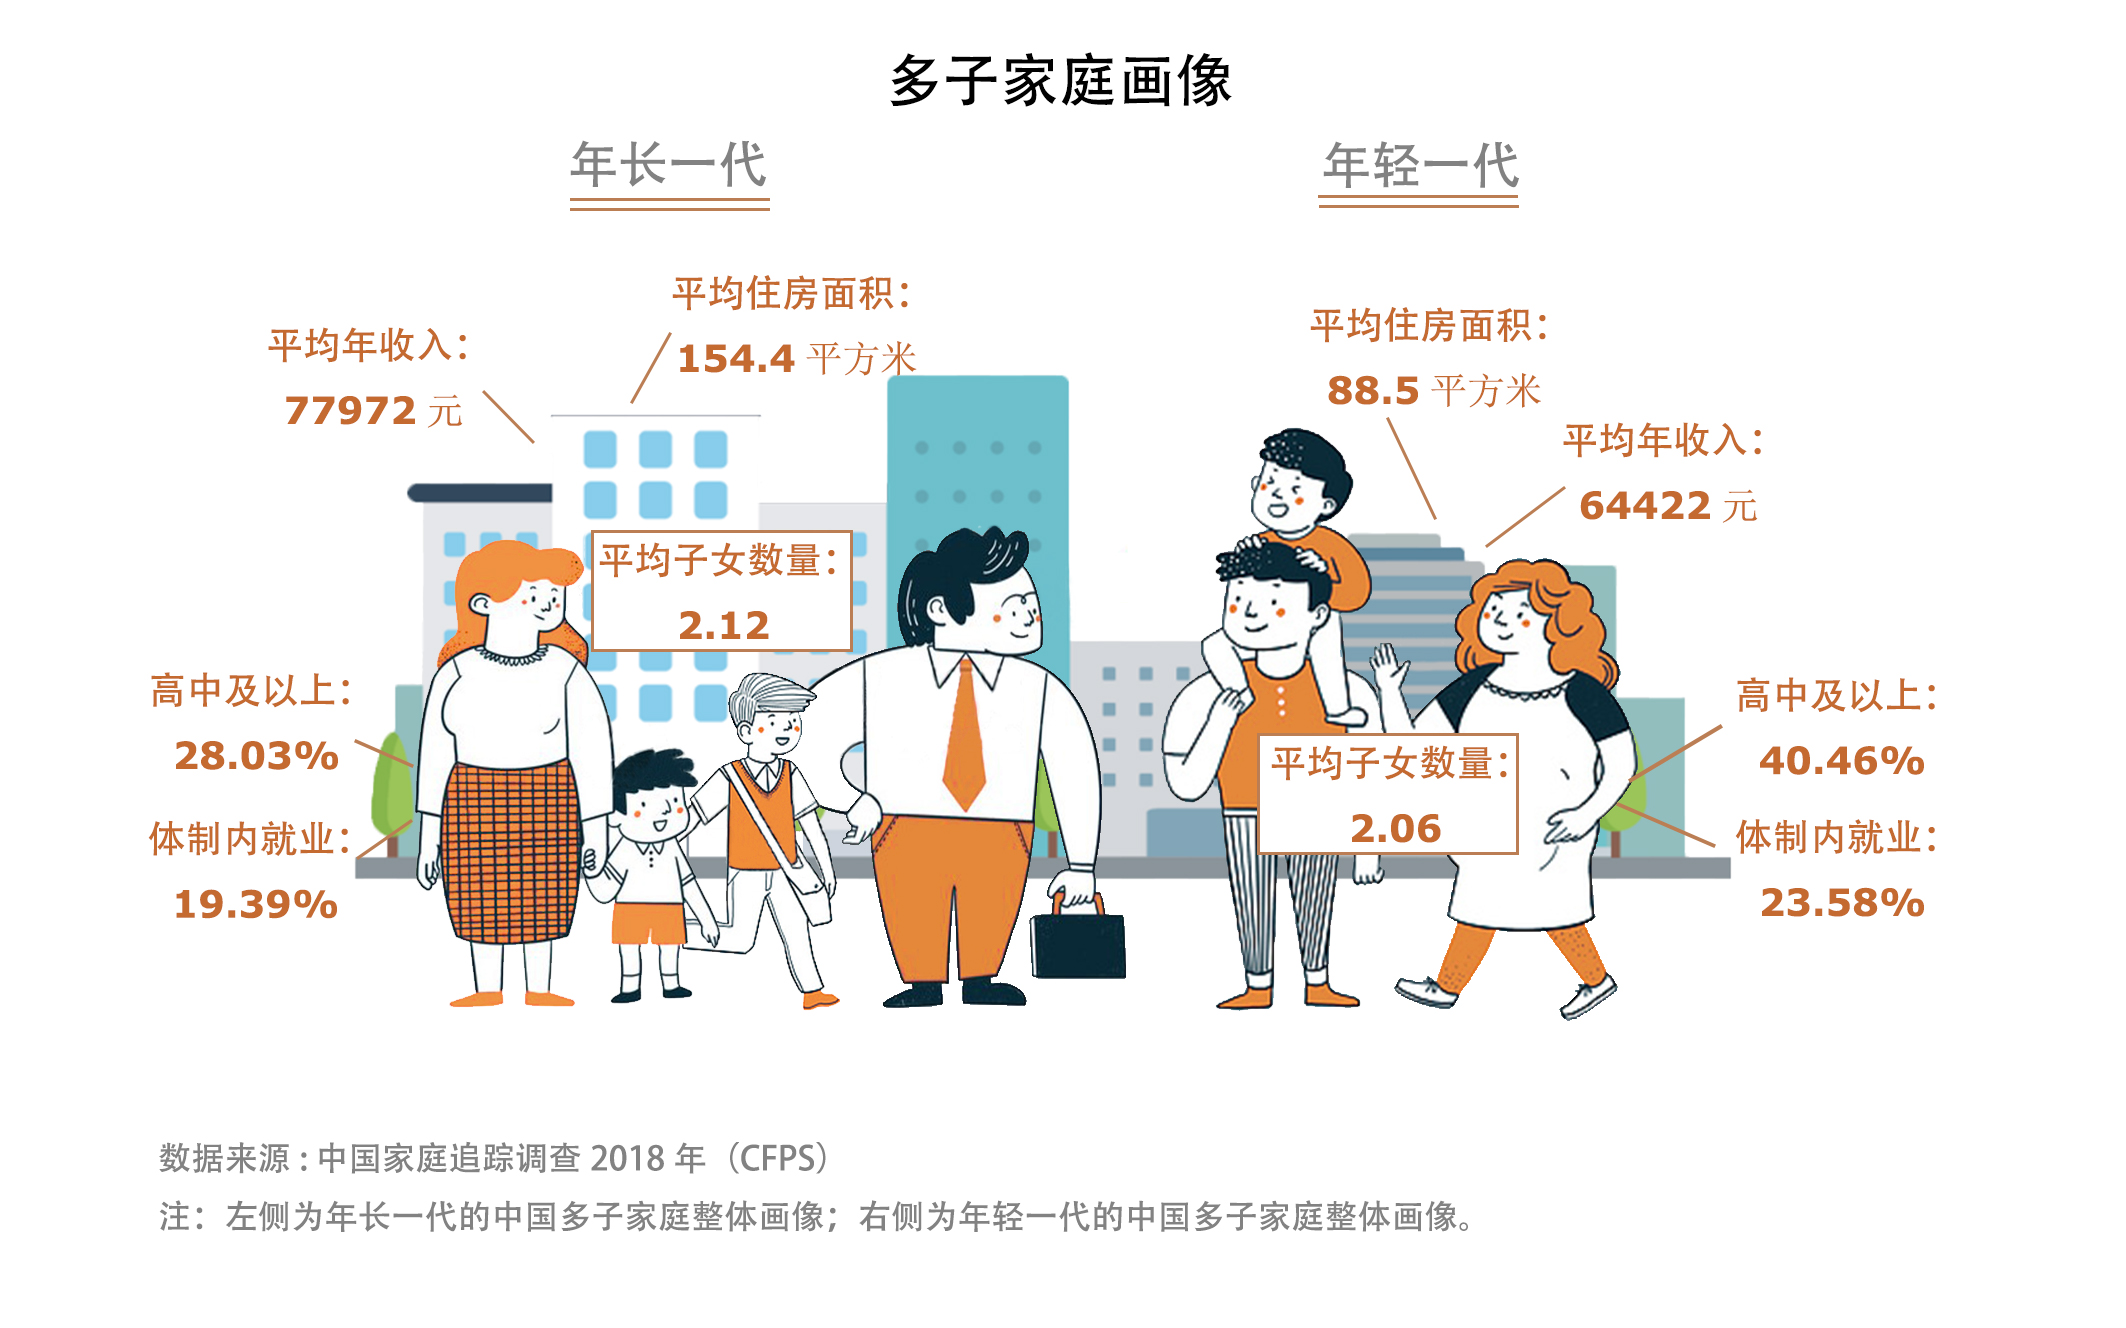 多子家庭画像
年长一代
年轻一代
平均住房面积：
154.4 平方米
平均年收入：
77972 元
平均子女数量：
2.12
高中及以上：
28.03%
体制内就业：
19.39%
平均住房面积：
88.5 平方米
平均年收入：
64422 元
平均子女数量：
2.06
高中及以上：
40.46%
体制内就业：
23.58%
数据来源：中国家庭追踪调查 2018 年（CFPS）
注：左侧为年长一代的中国多子家庭整体画像；右侧为年轻一代的中国多子家庭整体画像。